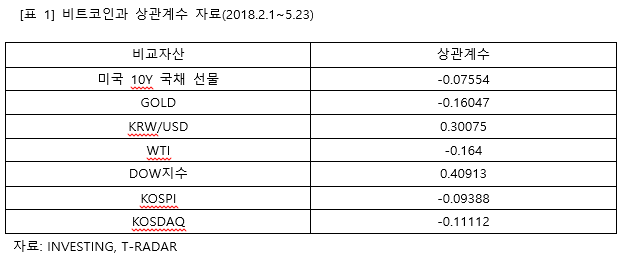 [표 1] 비트코인과 상관계수 자료(2018.2.1~5.23)
비교자산 상관계수
미국 10Y 국채 선물 -0.07554
GOLD -0.16047
KRW/USD 0.30075
WTI -0.164
DOW지수 0.40913
KOSPI -0.09388
KOSDAQ -0.11112
자료: INVESTING, T-RADAR